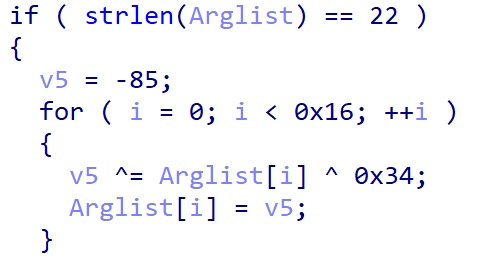 if ( strlen(Arglist) == 22 )
{
v5 = -85;
for ( i = 0; i < 0x16; ++i )
{
v5 ^= Arglist[i] ^ 0x34;
Arglist[i] = v5;
}